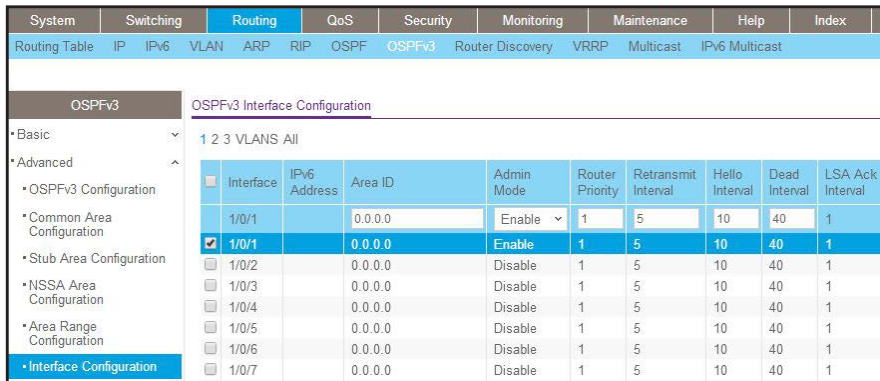 System Switching Routing QoS Security Monitoring Maintenance Help Index
Routing Table IP IPv6 VLAN ARP RIP OSPF OSPFv3 Router Discovery VRRP Multicast IPv6 Multicast
OSPFv3
Basic
Advanced
OSPFv3 Configuration
Common Area
Configuration
Stub Area Configuration
NSSA Area
Configuration
Area Range
Configuration
Interface Configuration
OSPFv3 Interface Configuration
1 2 3 VLANS All
Interface IPv6 Address Area ID Admin Mode Router Priority Retransmit Interval Hello Interval Dead Interval LSA Ack Interval
1/0/1 0.0.0.0 Enable 1 5 10 40 1
1/0/1 0.0.0.0 Enable 1 5 10 40 1
1/0/2 0.0.0.0 Disable 1 5 10 40 1
1/0/3 0.0.0.0 Disable 1 5 10 40 1
1/0/4 0.0.0.0 Disable 1 5 10 40 1
1/0/5 0.0.0.0 Disable 1 5 10 40 1
1/0/6 0.0.0.0 Disable 1 5 10 40 1
1/0/7 0.0.0.0 Disable 1 5 10 40 1